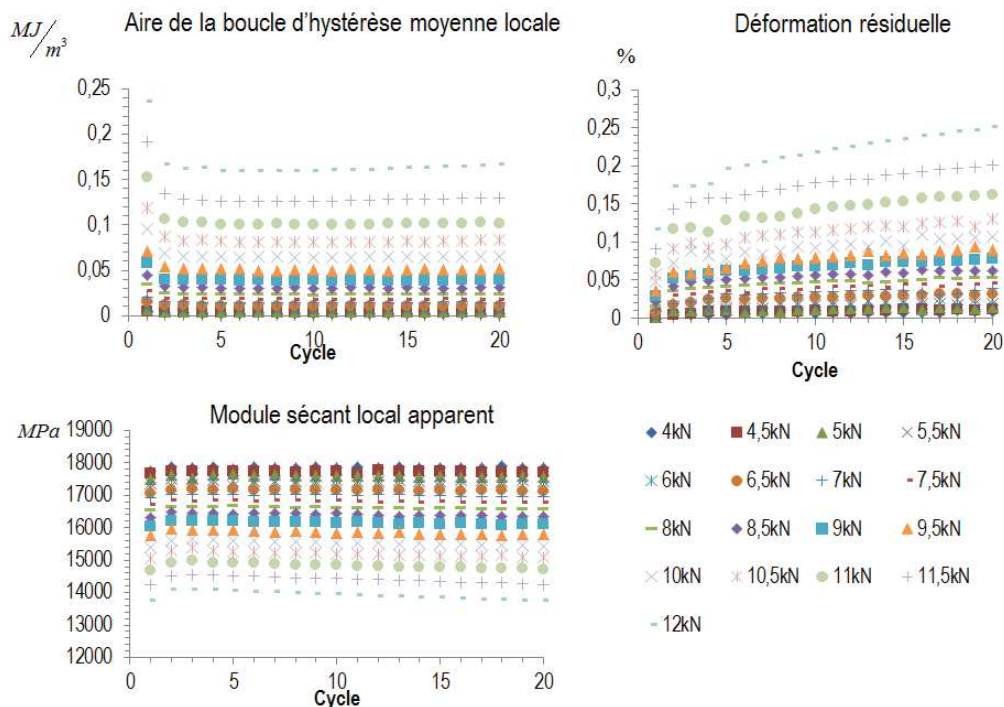 MJ/m³ Aire de la boucle d'hystérèse moyenne locale
0,25
0,2
0,15
0,1
0,05
0
0 5 10 15 20
Cycle
Déformation résiduelle
%
0,3
0,25
0,2
0,15
0,1
0,05
0
0 5 10 15 20
Cycle
Module sécant local apparent
MPa
19000
18000
17000
16000
15000
14000
13000
12000
0 5 10 15 20
Cycle
4kN 4,5kN 5kN 5,5kN
6kN 6,5kN 7kN 7,5kN
8kN 8,5kN 9kN 9,5kN
10kN 10,5kN 11kN 11,5kN
12kN